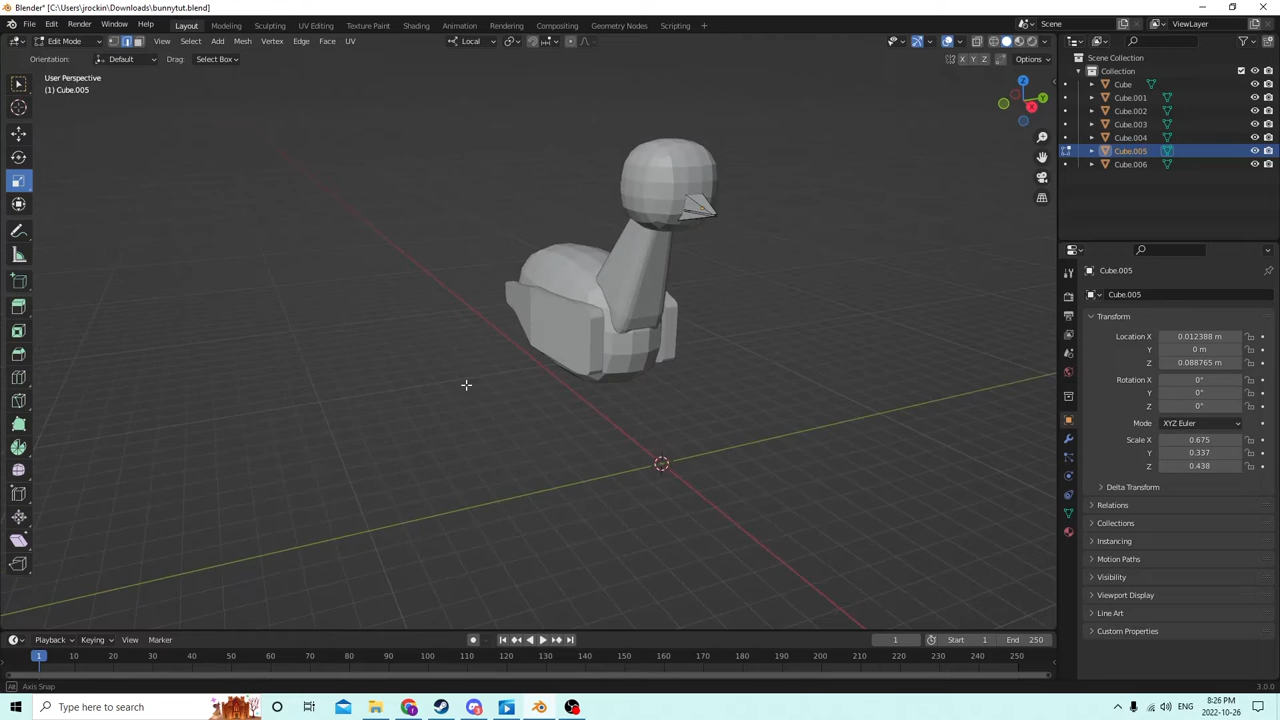 Blender* [C:\Users\jrockin\Downloads\bunnytut.blend]
File Edit Render Window Help Layout Modeling Sculpting UV Editing Texture Paint Shading Animation Rendering Compositing Geometry Nodes Scripting + Scene ViewLayer
Edit Mode View Select Add Mesh Vertex Edge Face UV Local
Orientation: Default Drag: Select Box X Y Z Options
User Perspective
(1) Cube.005
Scene Collection
Collection
Cube
Cube.001
Cube.002
Cube.003
Cube.004
Cube.005
Cube.006
Z
Y
X
Cube.005
Cube.005
Transform
Location X 0.012388 m
Y 0 m
Z 0.088765 m
Rotation X 0°
Y 0°
Z 0°
Mode XYZ Euler
Scale X 0.675
Y 0.337
Z 0.438
Delta Transform
Relations
Collections
Instancing
Motion Paths
Visibility
Viewport Display
Line Art
Custom Properties
Playback Keying View Marker 1 Start 1 End 250
1 10 20 30 40 50 60 70 80 90 100 110 120 130 140 150 160 170 180 190 200 210 220 230 240 250
Alt Axis Snap 3.0.0
Type here to search
ENG
8:26 PM
2022-10-26